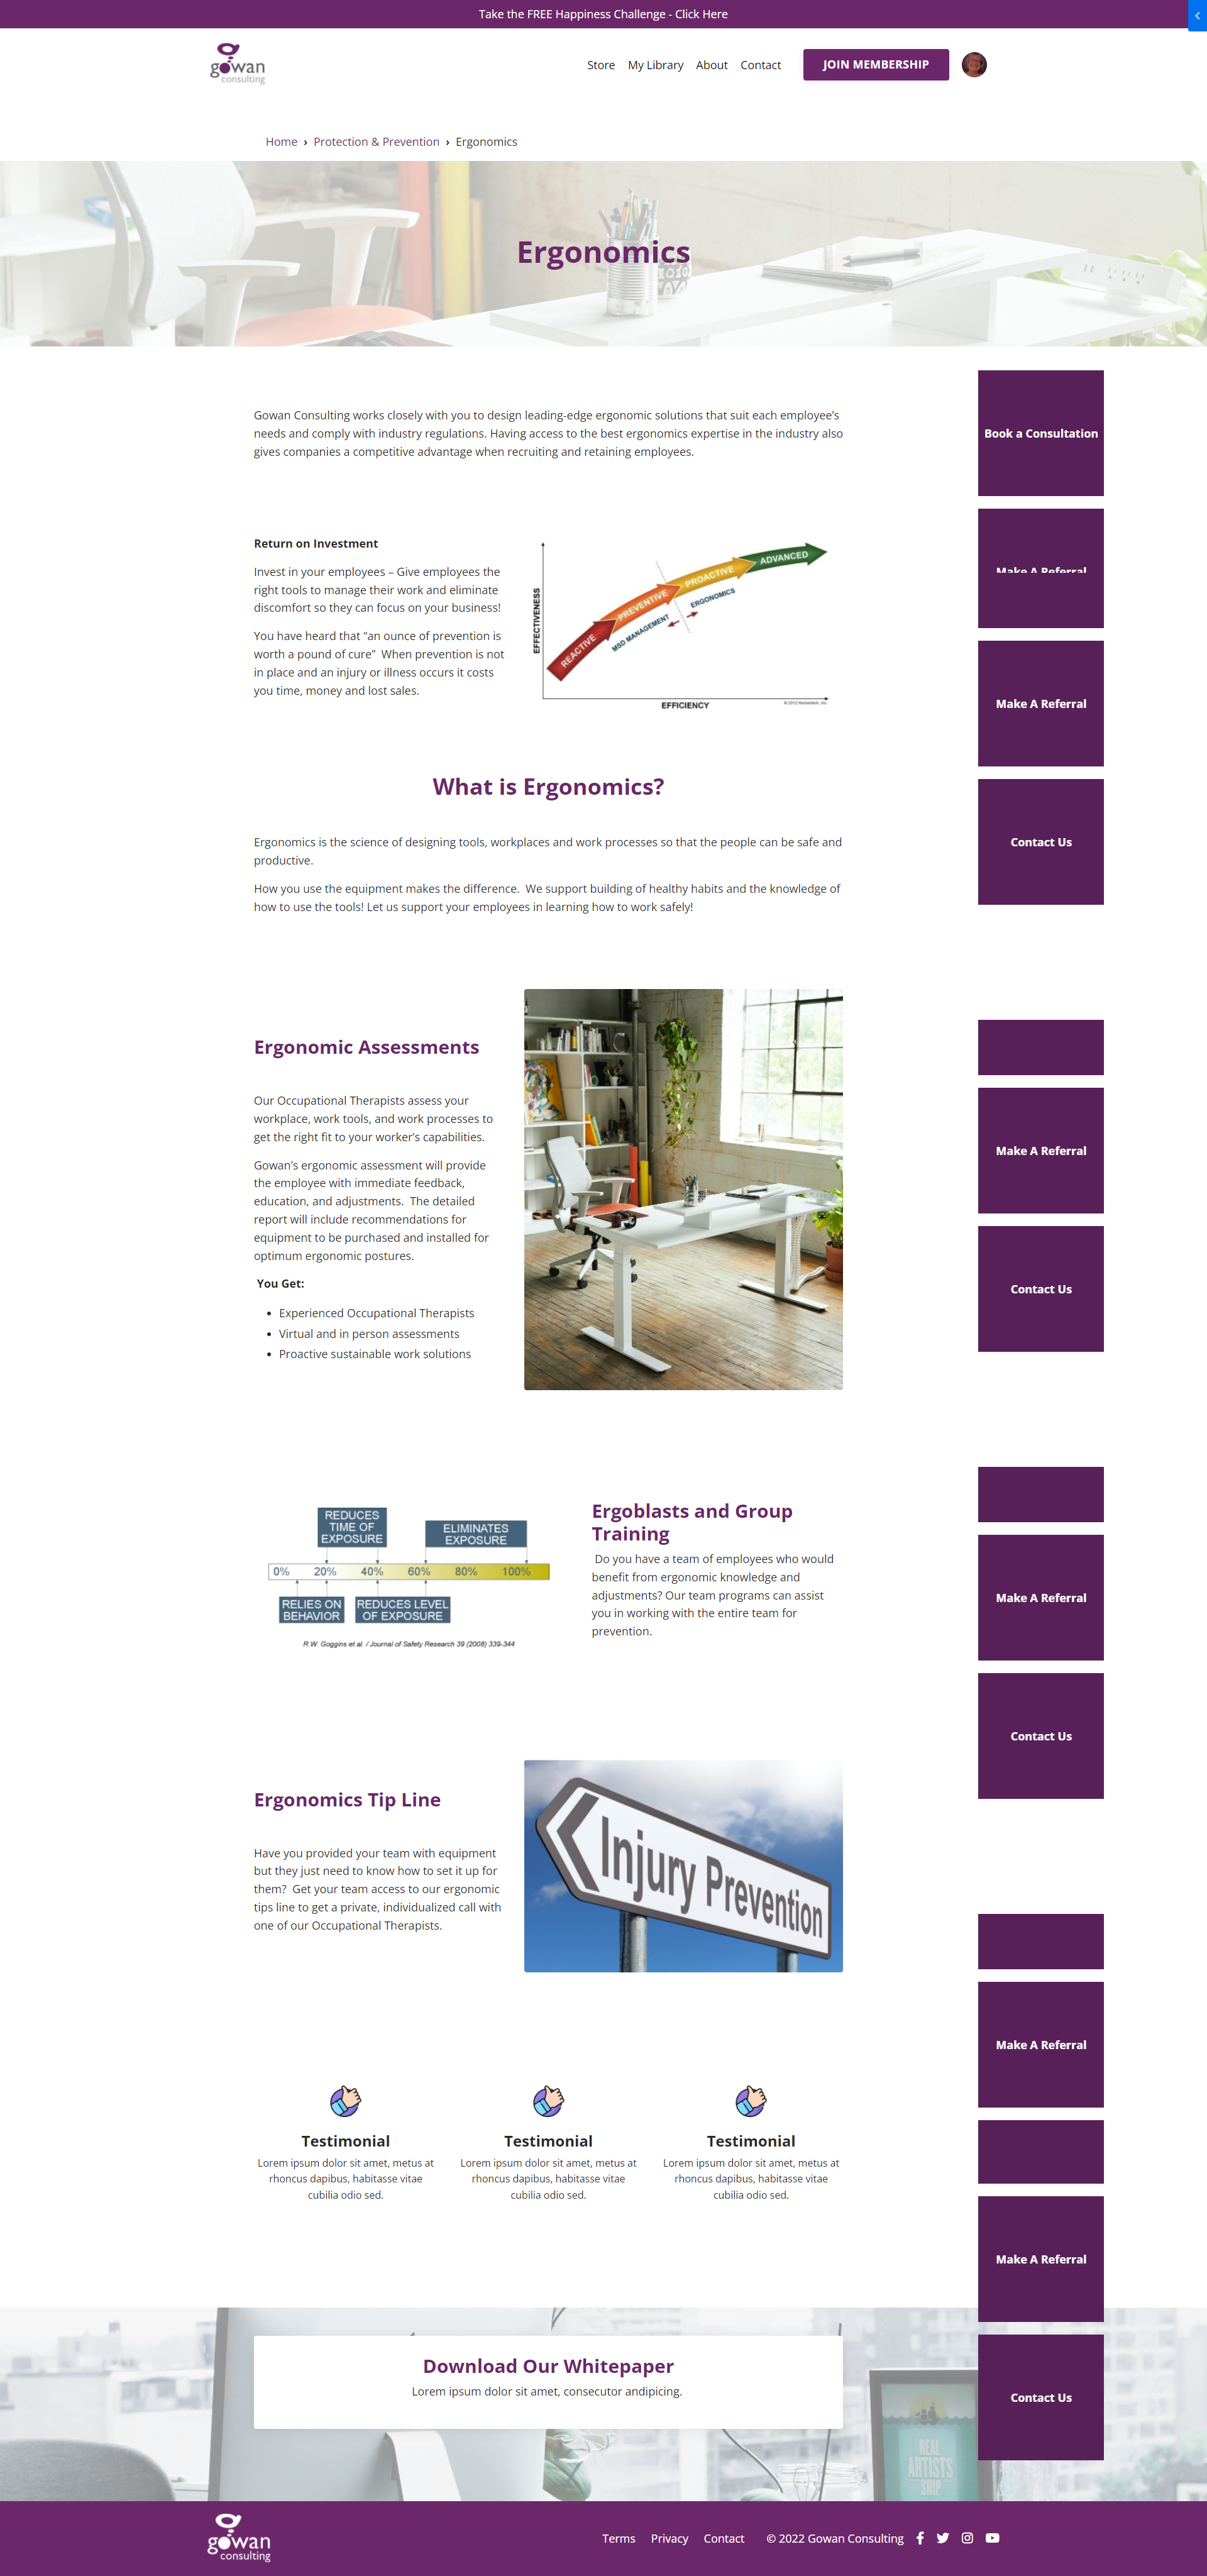 Take the FREE Happiness Challenge - Click Here
gowan
consulting
Store
My Library
About
Contact
JOIN MEMBERSHIP
Home › Protection & Prevention › Ergonomics
Ergonomics
Gowan Consulting works closely with you to design leading-edge ergonomic solutions that suit each employee's
needs and comply with industry regulations. Having access to the best ergonomics expertise in the industry also
gives companies a competitive advantage when recruiting and retaining employees.
Book a Consultation
Make A Referral
Return on Investment
Invest in your employees – Give employees the
right tools to manage their work and eliminate
discomfort so they can focus on your business!
You have heard that "an ounce of prevention is
worth a pound of cure"  When prevention is not
in place and an injury or illness occurs it costs
you time, money and lost sales.
EFFECTIVENESS
REACTIVE
PREVENTIVE
PROACTIVE
ADVANCED
MSD MANAGEMENT
ERGONOMICS
EFFICIENCY
© 2012 Humantech, Inc.
Make A Referral
Contact Us
What is Ergonomics?
Ergonomics is the science of designing tools, workplaces and work processes so that the people can be safe and
productive.
How you use the equipment makes the difference.  We support building of healthy habits and the knowledge of
how to use the tools! Let us support your employees in learning how to work safely!
Ergonomic Assessments
Our Occupational Therapists assess your
workplace, work tools, and work processes to
get the right fit to your worker's capabilities.
Gowan's ergonomic assessment will provide
the employee with immediate feedback,
education, and adjustments.  The detailed
report will include recommendations for
equipment to be purchased and installed for
optimum ergonomic postures.
You Get:
• Experienced Occupational Therapists
• Virtual and in person assessments
• Proactive sustainable work solutions
Make A Referral
Contact Us
REDUCES
TIME OF
EXPOSURE
ELIMINATES
EXPOSURE
0% 20% 40% 60% 80% 100%
RELIES ON
BEHAVIOR
REDUCES LEVEL
OF EXPOSURE
R.W. Goggins et al. / Journal of Safety Research 39 (2008) 339-344
Ergoblasts and Group
Training
Do you have a team of employees who would
benefit from ergonomic knowledge and
adjustments? Our team programs can assist
you in working with the entire team for
prevention.
Make A Referral
Contact Us
Ergonomics Tip Line
Have you provided your team with equipment
but they just need to know how to set it up for
them?  Get your team access to our ergonomic
tips line to get a private, individualized call with
one of our Occupational Therapists.
Injury Prevention
Make A Referral
Testimonial
Lorem ipsum dolor sit amet, metus at
rhoncus dapibus, habitasse vitae
cubilia odio sed.
Testimonial
Lorem ipsum dolor sit amet, metus at
rhoncus dapibus, habitasse vitae
cubilia odio sed.
Testimonial
Lorem ipsum dolor sit amet, metus at
rhoncus dapibus, habitasse vitae
cubilia odio sed.
Make A Referral
Download Our Whitepaper
Lorem ipsum dolor sit amet, consecutor andipicing.
Contact Us
REAL
ARTISTS
SHIP
gowan
consulting
Terms
Privacy
Contact
© 2022 Gowan Consulting